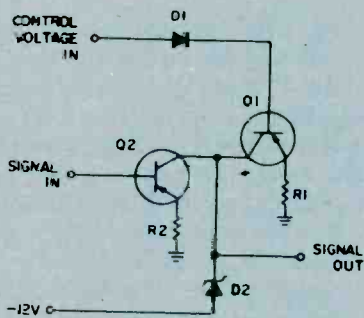 CONTROL
VOLTAGE
IN
D1
Q1
Q2
SIGNAL
IN
R1
R2
SIGNAL
OUT
D2
-12V